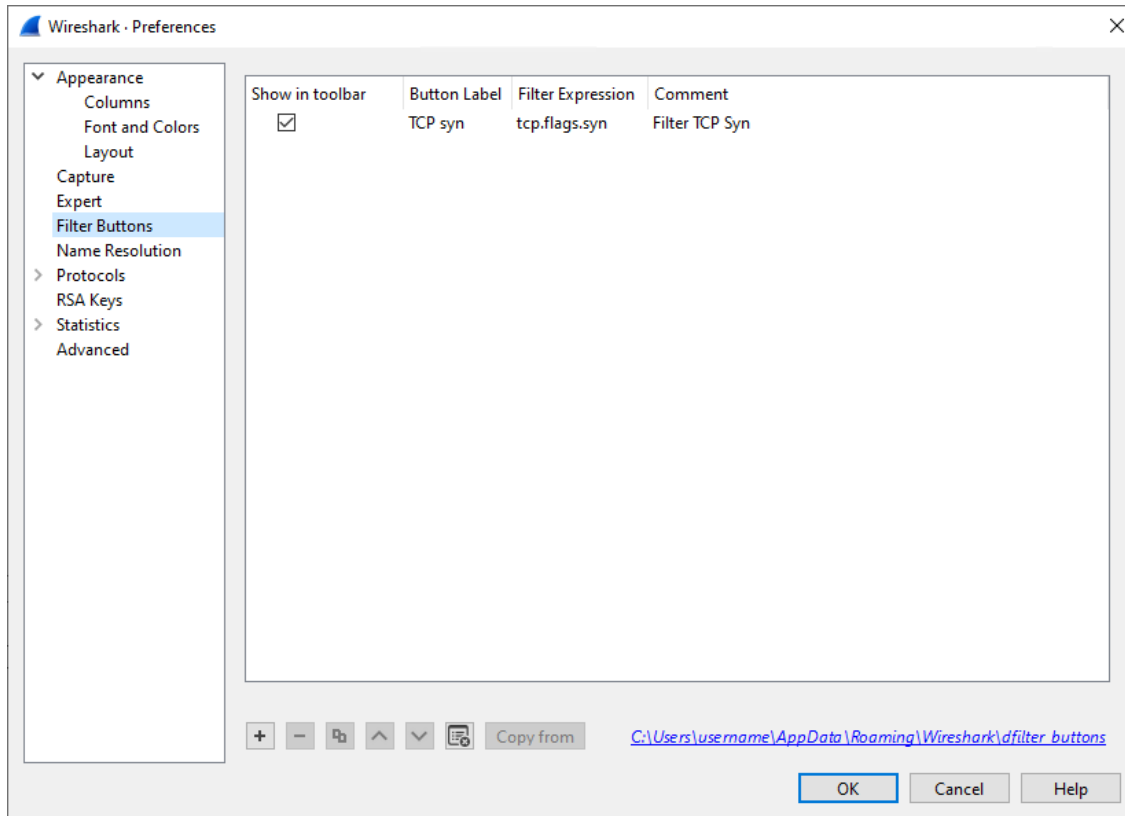 Wireshark · Preferences
Appearance
Columns
Font and Colors
Layout
Capture
Expert
Filter Buttons
Name Resolution
Protocols
RSA Keys
Statistics
Advanced
Show in toolbar Button Label Filter Expression Comment
TCP syn tcp.flags.syn Filter TCP Syn
Copy from C:\Users\username\AppData\Roaming\Wireshark\dfilter_buttons
OK Cancel Help